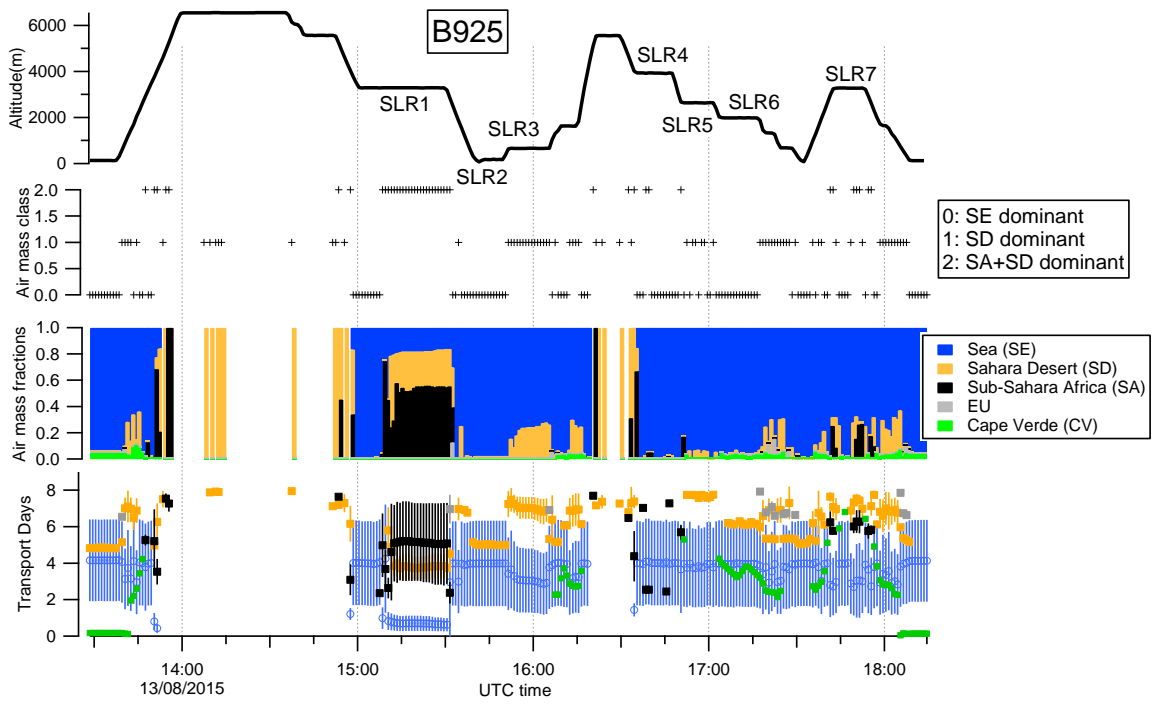 B925
Altitude(m)
6000
4000
2000
0
SLR1
SLR2
SLR3
SLR4
SLR5
SLR6
SLR7
Air mass class
2.0
1.5
1.0
0.5
0.0
0: SE dominant
1: SD dominant
2: SA+SD dominant
Air mass fractions
1.0
0.8
0.6
0.4
0.2
0.0
Sea (SE)
Sahara Desert (SD)
Sub-Sahara Africa (SA)
EU
Cape Verde (CV)
Transport Days
8
6
4
2
0
14:00
15:00
16:00
17:00
18:00
13/08/2015
UTC time